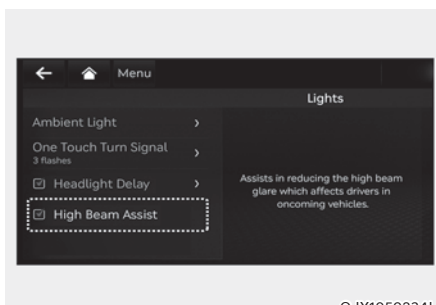 Menu
Lights
Ambient Light
One Touch Turn Signal
3 flashes
Headlight Delay
High Beam Assist
Assists in reducing the high beam
glare which affects drivers in
oncoming vehicles.